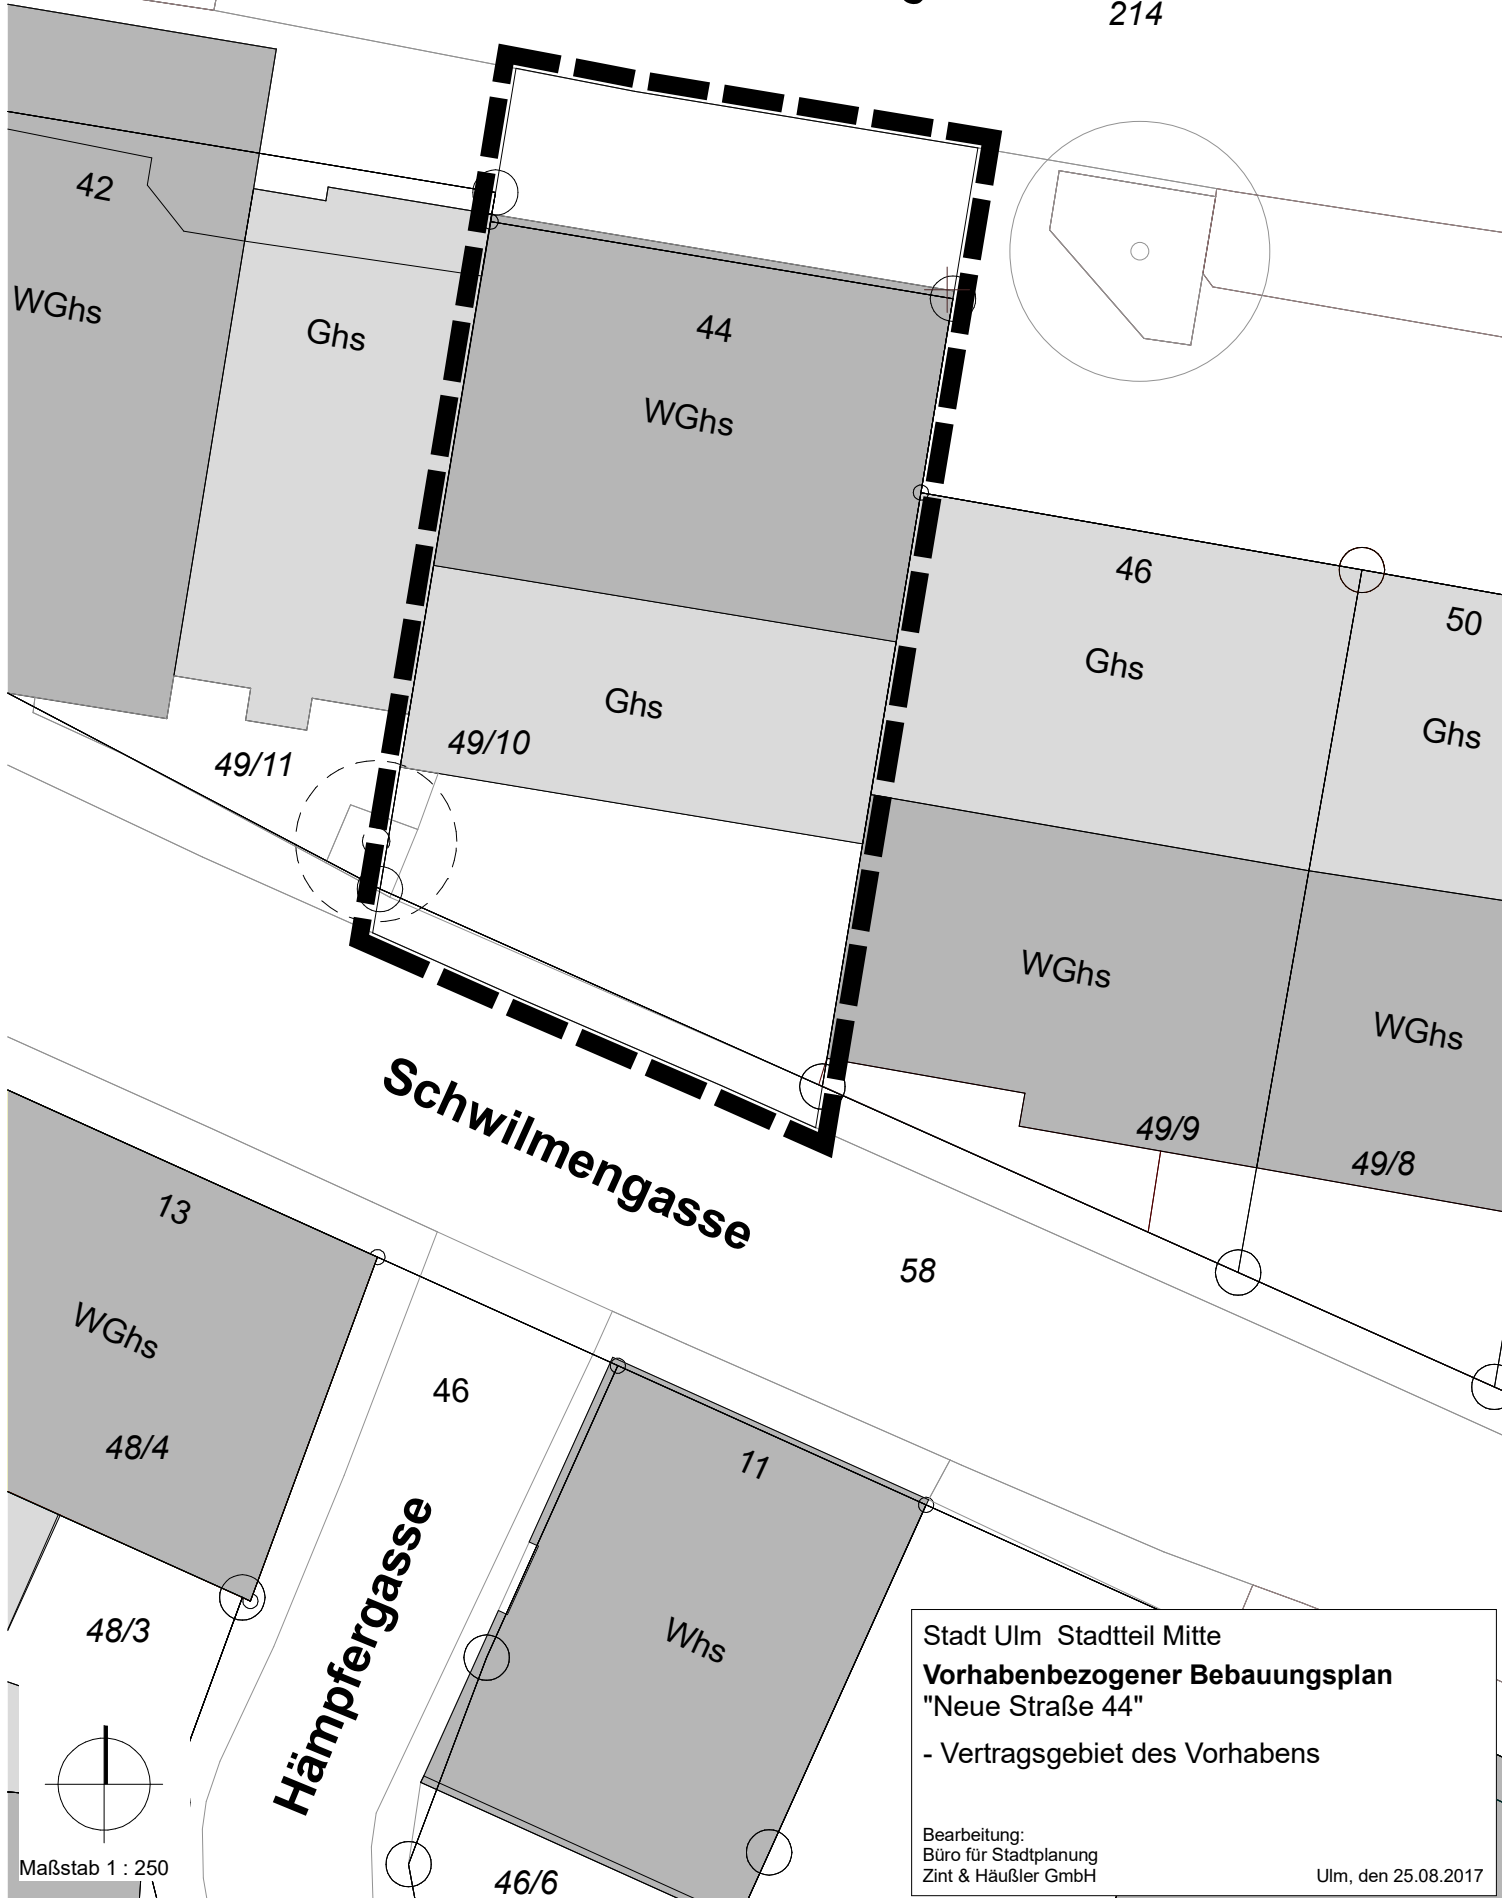 214
42
WGhs
Ghs
44
WGhs
46
50
Ghs
Ghs
Ghs
49/10
49/11
WGhs
WGhs
49/9
49/8
Schwilmengasse
13
58
WGhs
46
48/4
11
Hämpfergasse
48/3
Whs
46/6
Maßstab 1 : 250
Stadt Ulm Stadtteil Mitte
Vorhabenbezogener Bebauungsplan
"Neue Straße 44"
- Vertragsgebiet des Vorhabens
Bearbeitung:
Büro für Stadtplanung
Zint & Häußler GmbH
Ulm, den 25.08.2017